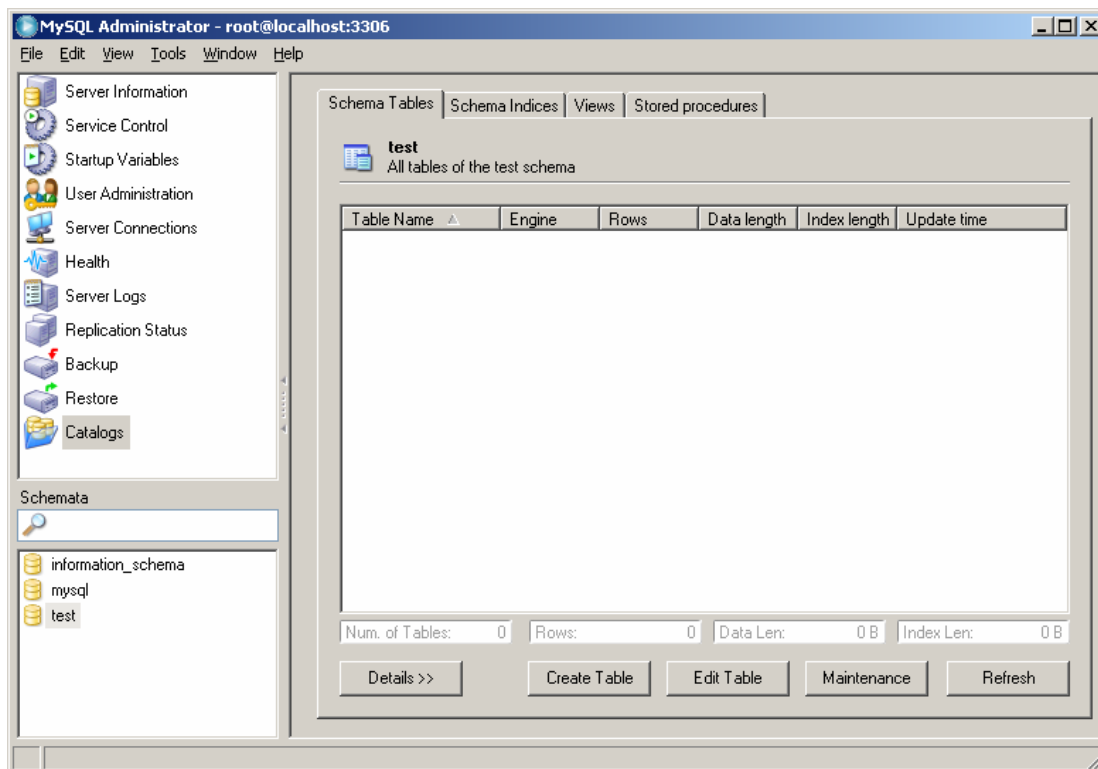 MySQL Administrator - root@localhost:3306
File Edit View Tools Window Help
Server Information
Service Control
Startup Variables
User Administration
Server Connections
Health
Server Logs
Replication Status
Backup
Restore
Catalogs
Schemata
information_schema
mysql
test
Schema Tables Schema Indices Views Stored procedures
test
All tables of the test schema
Table Name Engine Rows Data length Index length Update time
Num. of Tables: 0 Rows: 0 Data Len: 0 B Index Len: 0 B
Details >> Create Table Edit Table Maintenance Refresh